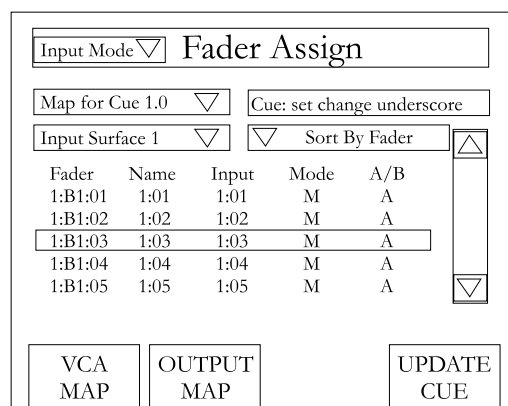 Input Mode
Fader Assign
Map for Cue 1.0
Cue: set change underscore
Input Surface 1
Sort By Fader
Fader Name Input Mode A/B
1:B1:01 1:01 1:01 M A
1:B1:02 1:02 1:02 M A
1:B1:03 1:03 1:03 M A
1:B1:04 1:04 1:04 M A
1:B1:05 1:05 1:05 M A
VCA
MAP
OUTPUT
MAP
UPDATE
CUE